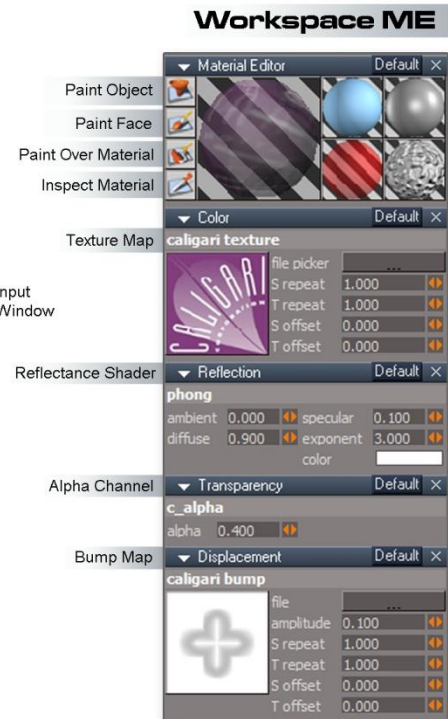 Workspace ME
Material Editor Default
Paint Object
Paint Face
Paint Over Material
Inspect Material
Color Default
Texture Map
caligari texture
CALIGARI
file picker ...
S repeat 1.000
T repeat 1.000
S offset 0.000
T offset 0.000
nput
Window
Reflectance Shader
Reflection Default
phong
ambient 0.000 specular 0.100
diffuse 0.900 exponent 3.000
color
Alpha Channel
Transparency Default
c_alpha
alpha 0.400
Bump Map
Displacement Default
caligari bump
file ...
amplitude 0.100
S repeat 1.000
T repeat 1.000
S offset 0.000
T offset 0.000